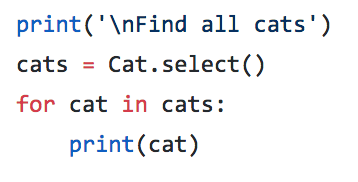 print('\nFind all cats')
cats = Cat.select()
for cat in cats:
    print(cat)